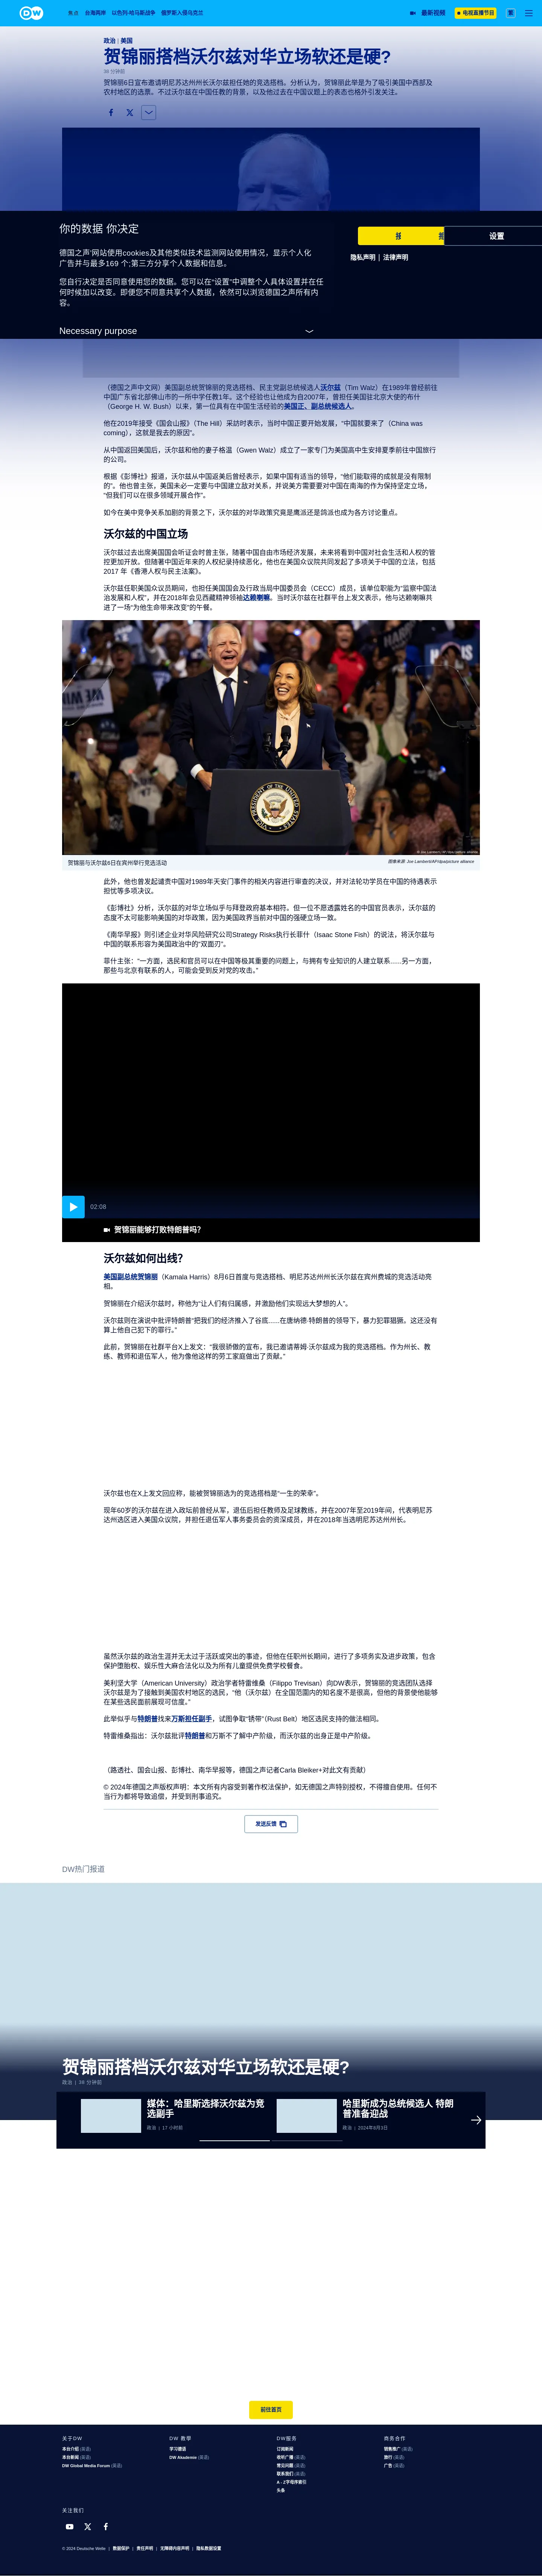 DW
焦点 台海两岸 以色列-哈马斯战争 俄罗斯入侵乌克兰
最新视频 电视直播节目 繁
政治 | 美国
贺锦丽搭档沃尔兹对华立场软还是硬?
38 分钟前
贺锦丽6日宣布邀请明尼苏达州州长沃尔兹担任她的竞选搭档。分析认为，贺锦丽此举是为了吸引美国中西部及
农村地区的选票。不过沃尔兹在中国任教的背景，以及他过去在中国议题上的表态也格外引发关注。
你的数据 你决定
德国之声‘网站使用cookies及其他类似技术监测网站使用情况，显示个人化
广告并与最多169 个;第三方分享个人数据和信息。
您自行决定是否同意使用您的数据。您可以在“设置”中调整个人具体设置并在任
何时候加以改变。即便您不同意共享个人数据，依然可以浏览德国之声所有内
容。
Necessary purpose
设置
隐私声明 | 法律声明
（德国之声中文网）美国副总统贺锦丽的竞选搭档、民主党副总统候选人沃尔兹（Tim Walz）在1989年曾经前往
中国广东省北部佛山市的一所中学任教1年。这个经验也让他成为自2007年，曾担任美国驻北京大使的布什
（George H. W. Bush）以来，第一位具有在中国生活经验的美国正、副总统候选人。
他在2019年接受《国会山报》（The Hill）采访时表示，当时中国正要开始发展，“中国就要来了（China was
coming），这就是我去的原因”。
从中国返回美国后，沃尔兹和他的妻子格温（Gwen Walz）成立了一家专门为美国高中生安排夏季前往中国旅行
的公司。
根据《彭博社》报道，沃尔兹从中国返美后曾经表示，如果中国有适当的领导，“他们能取得的成就是没有限制
的”。他也曾主张，美国未必一定要与中国建立敌对关系，并说美方需要要对中国在南海的作为保持坚定立场，
“但我们可以在很多领域开展合作”。
如今在美中竞争关系加剧的背景之下，沃尔兹的对华政策究竟是鹰派还是鸽派也成为各方讨论重点。
沃尔兹的中国立场
沃尔兹过去出席美国国会听证会时曾主张，随著中国自由市场经济发展，未来将看到中国对社会生活和人权的管
控更加开放。但随著中国近年来的人权纪录持续恶化，他也在美国众议院共同发起了多项关于中国的立法，包括
2017 年《香港人权与民主法案》。
沃尔兹任职美国众议员期间，也担任美国国会及行政当局中国委员会（CECC）成员，该单位职能为“监察中国法
治发展和人权”，并在2018年会见西藏精神领袖达赖喇嘛。当时沃尔兹在社群平台上发文表示，他与达赖喇嘛共
进了一场“为他生命带来改变”的午餐。
贺锦丽与沃尔兹6日在宾州举行竞选活动
图像来源: Joe Lamberti/AP/dpa/picture alliance
此外，他也曾发起谴责中国对1989年天安门事件的相关内容进行审查的决议，并对法轮功学员在中国的待遇表示
担忧等多项决议。
《彭博社》分析，沃尔兹的对华立场似乎与拜登政府基本相符。但一位不愿透露姓名的中国官员表示，沃尔兹的
态度不太可能影响美国的对华政策，因为美国政界当前对中国的强硬立场一致。
《南华早报》则引述企业对华风险研究公司Strategy Risks执行长菲什（Isaac Stone Fish）的说法，将沃尔兹与
中国的联系形容为美国政治中的“双面刃”。
菲什主张：“一方面，选民和官员可以在中国等极其重要的问题上，与拥有专业知识的人建立联系......另一方面，
那些与北京有联系的人，可能会受到反对党的攻击。”
02:08
贺锦丽能够打败特朗普吗？
沃尔兹如何出线?
美国副总统贺锦丽（Kamala Harris）8月6日首度与竞选搭档、明尼苏达州州长沃尔兹在宾州费城的竞选活动亮
相。
贺锦丽在介绍沃尔兹时，称他为“让人们有归属感，并激励他们实现远大梦想的人”。
沃尔兹则在演说中批评特朗普“把我们的经济推入了谷底......在唐纳德·特朗普的领导下，暴力犯罪猖獗。这还没有
算上他自己犯下的罪行。”
此前，贺锦丽在社群平台X上发文：“我很骄傲的宣布，我已邀请蒂姆·沃尔兹成为我的竞选搭档。作为州长、教
练、教师和退伍军人，他为像他这样的劳工家庭做出了贡献。”
沃尔兹也在X上发文回应称，能被贺锦丽选为的竞选搭档是“一生的荣幸”。
现年60岁的沃尔兹在进入政坛前曾经从军，退伍后担任教师及足球教练，并在2007年至2019年间，代表明尼苏
达州选区进入美国众议院，并担任退伍军人事务委员会的资深成员，并在2018年当选明尼苏达州州长。
虽然沃尔兹的政治生涯并无太过于活跃或突出的事迹，但他在任职州长期间，进行了多项务实及进步政策，包含
保护堕胎权、娱乐性大麻合法化以及为所有儿童提供免费学校餐食。
美利坚大学（American University）政治学者特雷维桑（Filippo Trevisan）向DW表示，贺锦丽的竞选团队选择
沃尔兹是为了接触到美国农村地区的选民，“他（沃尔兹）在全国范围内的知名度不是很高，但他的背景使他能够
在某些选民面前展现可信度。”
此举似乎与特朗普找来万斯担任副手，试图争取“锈带”（Rust Belt）地区选民支持的做法相同。
特雷维桑指出：沃尔兹批评特朗普和万斯不了解中产阶级，而沃尔兹的出身正是中产阶级。
（路透社、国会山报、彭博社、南华早报等，德国之声记者Carla Bleiker+对此文有贡献）
© 2024年德国之声版权声明：本文所有内容受到著作权法保护，如无德国之声特别授权，不得擅自使用。任何不
当行为都将导致追偿，并受到刑事追究。
发送反馈
DW热门报道
贺锦丽搭档沃尔兹对华立场软还是硬?
政治 | 38 分钟前
媒体：哈里斯选择沃尔兹为竞
选副手
政治 | 17 小时前
哈里斯成为总统候选人 特朗
普准备迎战
政治 | 2024年8月3日
前往首页
关于DW
本台介绍 (英语)
本台新闻 (英语)
DW Global Media Forum (英语)
DW 教學
学习德语
DW Akademie (英语)
DW服务
订阅新闻
收听广播 (英语)
常见问题 (英语)
联系我们 (英语)
A - Z字母序索引
头条
商务合作
销售推广 (英语)
旅行 (英语)
广告 (英语)
关注我们
© 2024 Deutsche Welle | 数据保护 | 责任声明 | 无障碍内容声明 | 隐私数据设置